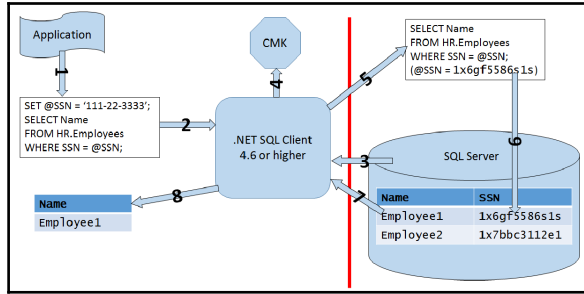 Application
1
SET @SSN = '111-22-3333';
SELECT Name
FROM HR.Employees
WHERE SSN = @SSN;
2
CMK
4
.NET SQL Client
4.6 or higher
5
SELECT Name
FROM HR.Employees
WHERE SSN = @SSN;
(@SSN = 1x6gf5586s1s)
6
3
SQL Server
7
Name SSN
Employee1 1x6gf5586s1s
Employee2 1x7bbc3112e1
8
Name
Employee1